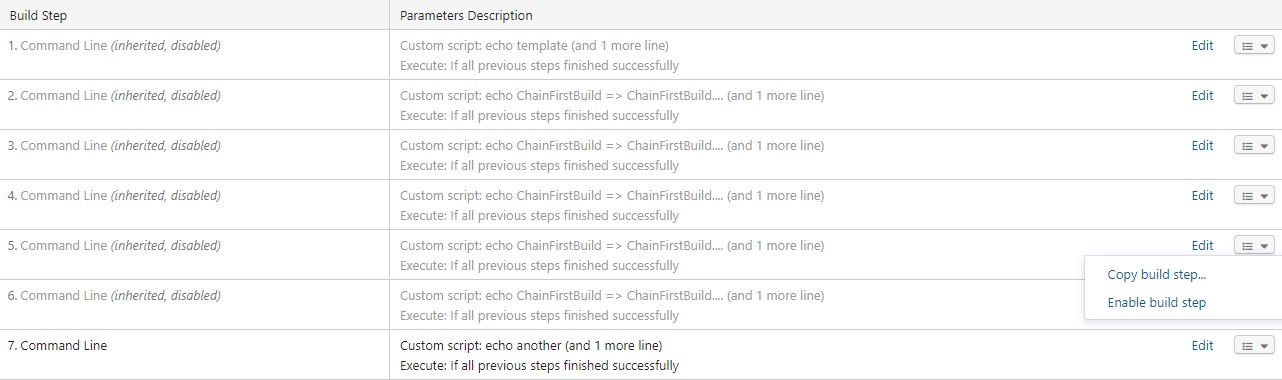 Build Step Parameters Description
1. Command Line (inherited, disabled) Custom script: echo template (and 1 more line) Edit
Execute: If all previous steps finished successfully
2. Command Line (inherited, disabled) Custom script: echo ChainFirstBuild => ChainFirstBuild.... (and 1 more line) Edit
Execute: If all previous steps finished successfully
3. Command Line (inherited, disabled) Custom script: echo ChainFirstBuild => ChainFirstBuild.... (and 1 more line) Edit
Execute: If all previous steps finished successfully
4. Command Line (inherited, disabled) Custom script: echo ChainFirstBuild => ChainFirstBuild.... (and 1 more line) Edit
Execute: If all previous steps finished successfully
5. Command Line (inherited, disabled) Custom script: echo ChainFirstBuild => ChainFirstBuild.... (and 1 more line) Edit
Execute: If all previous steps finished successfully
Copy build step...
6. Command Line (inherited, disabled) Custom script: echo ChainFirstBuild => ChainFirstBuild.... (and 1 more line)
Enable build step
Execute: If all previous steps finished successfully
7. Command Line Custom script: echo another (and 1 more line) Edit
Execute: If all previous steps finished successfully